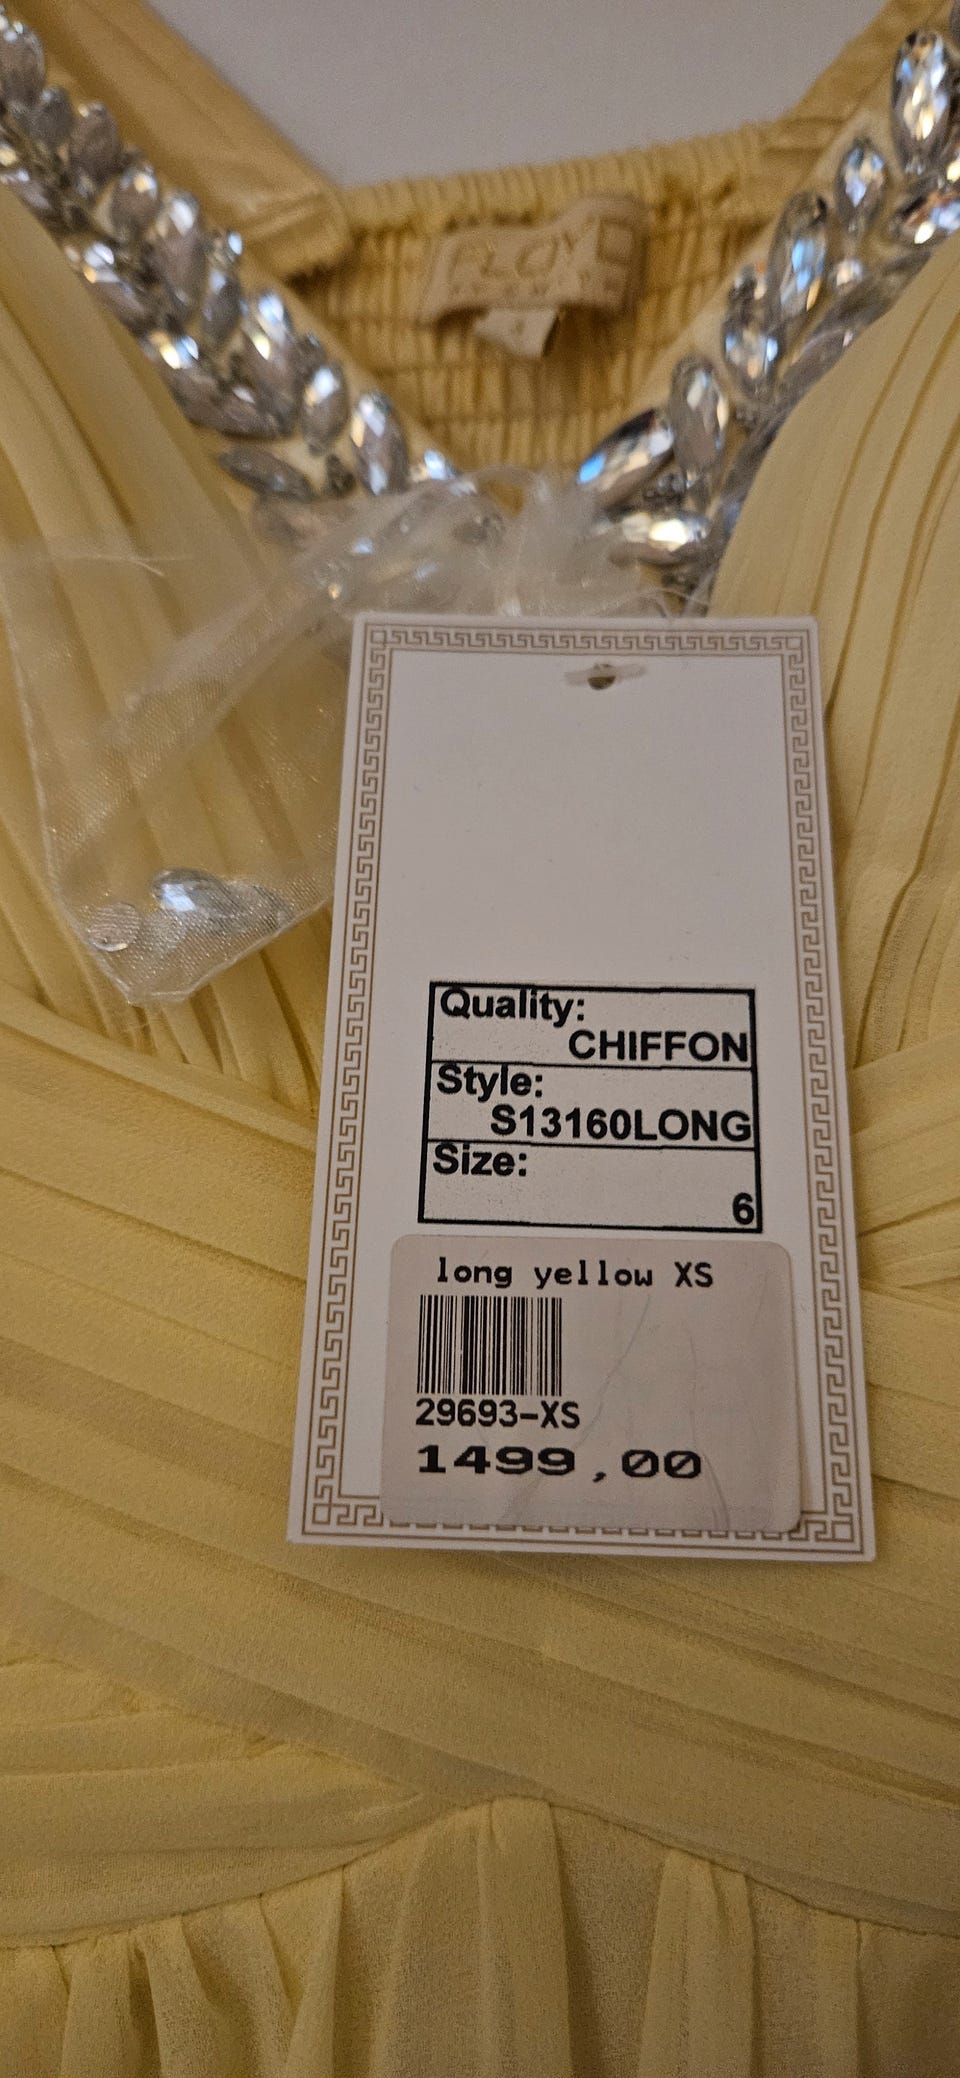 Quality:
CHIFFON
Style:
S13160LONG
Size:
6
long yellow XS
29693-XS
1499,00